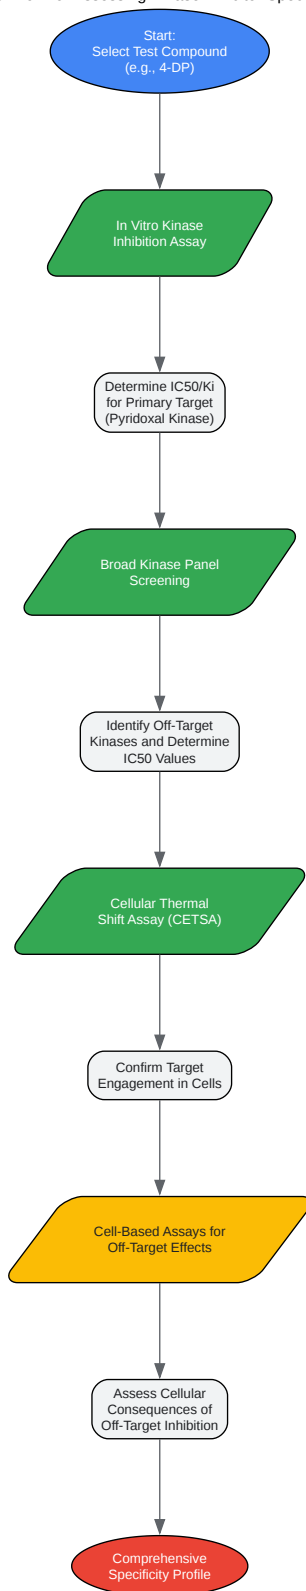 Start:
Select Test Compound
(e.g., 4-DP)
In Vitro Kinase
Inhibition Assay
Determine IC50/Ki
for Primary Target
(Pyridoxal Kinase)
Broad Kinase Panel
Screening
Identify Off-Target
Kinases and Determine
IC50 Values
Cellular Thermal
Shift Assay (CETSA)
Confirm Target
Engagement in Cells
Cell-Based Assays for
Off-Target Effects
Assess Cellular
Consequences of
Off-Target Inhibition
Comprehensive
Specificity Profile